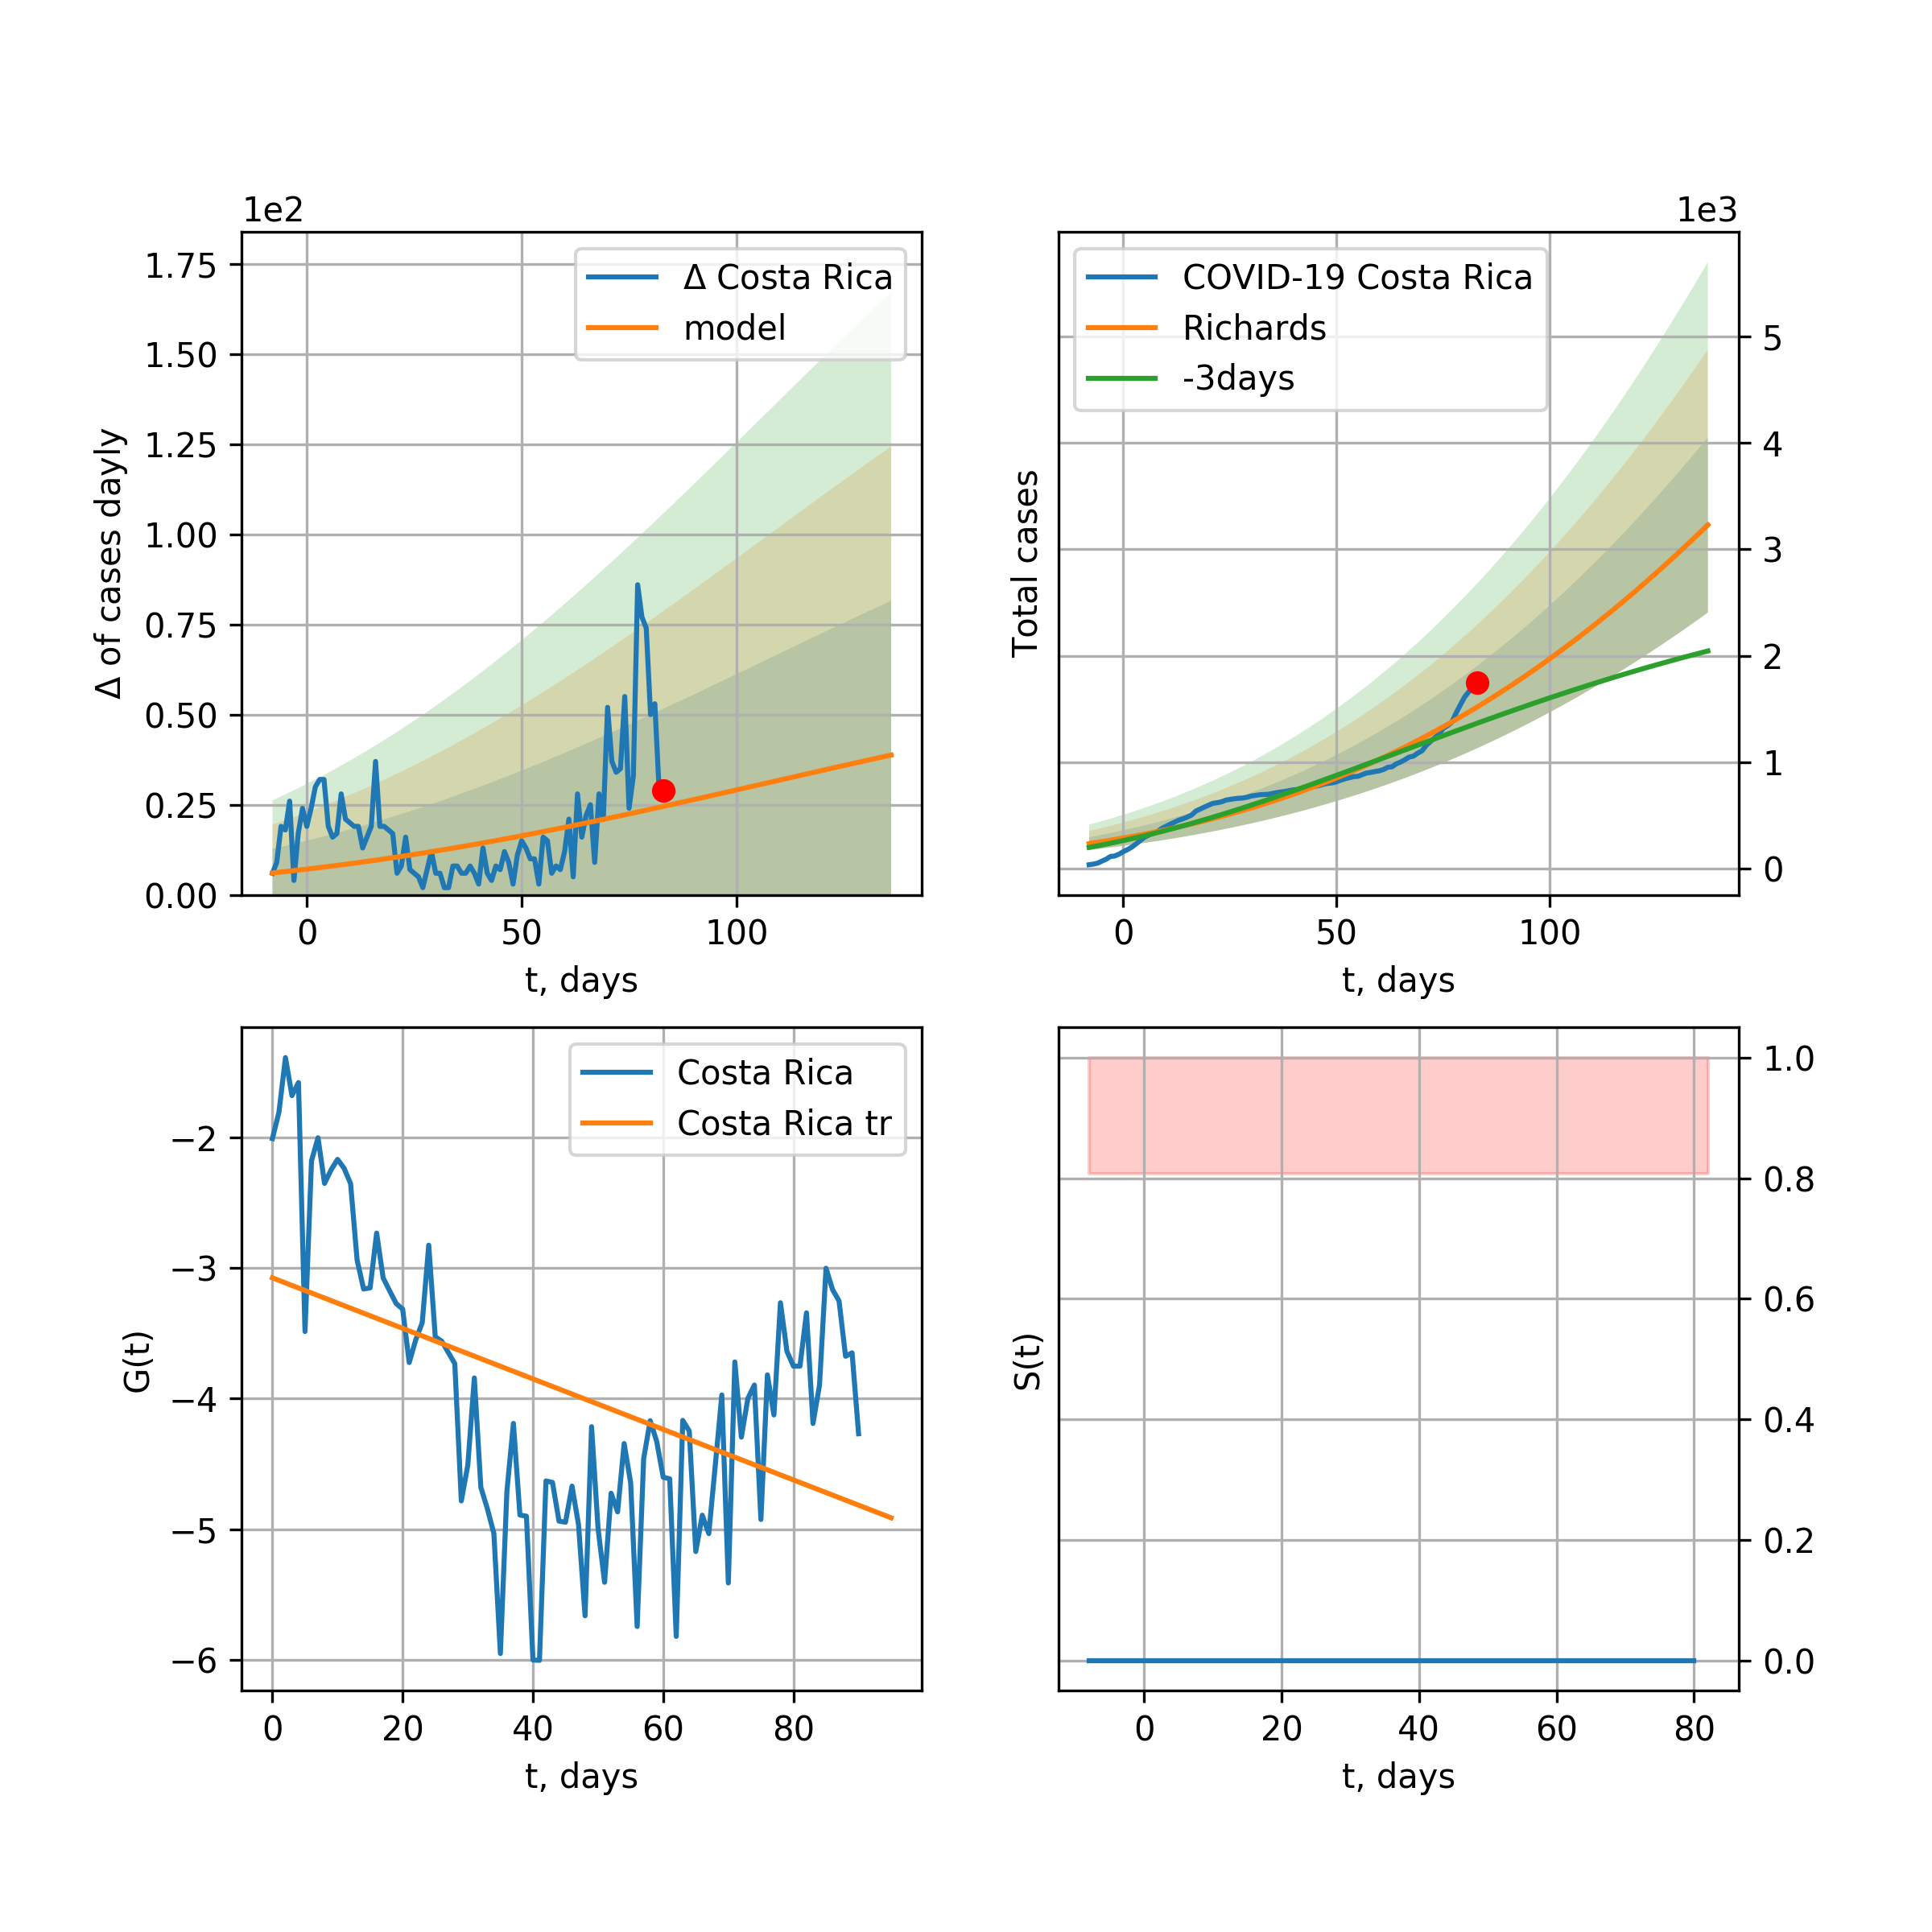 1e2
1.75
1.50
1.25
1.00
0.75
0.50
0.25
0.00
Δ of cases dayly
0 50 100
t, days
Δ Costa Rica
model
1e3
COVID-19 Costa Rica
Richards
-3days
Total cases
5
4
3
2
1
0
0 50 100
t, days
Costa Rica
Costa Rica tr
−2
−3
−4
−5
−6
G(t)
0 20 40 60 80
t, days
S(t)
1.0
0.8
0.6
0.4
0.2
0.0
0 20 40 60 80
t, days